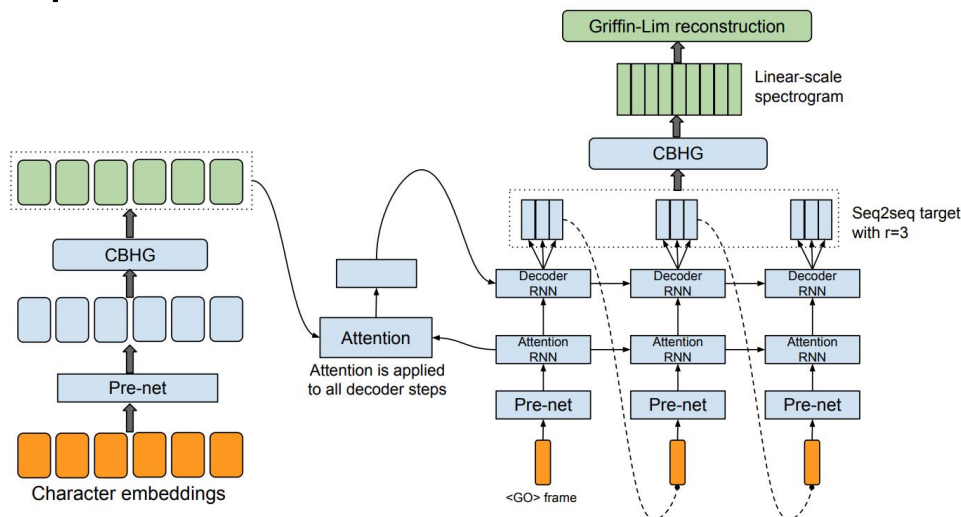 Griffin-Lim reconstruction
Linear-scale
spectrogram
CBHG
Seq2seq target
with r=3
CBHG
Decoder
RNN
Decoder
RNN
Decoder
RNN
Attention
Attention
RNN
Attention
RNN
Attention
RNN
Attention is applied
to all decoder steps
Pre-net
Pre-net
Pre-net
Pre-net
Character embeddings
<GO> frame